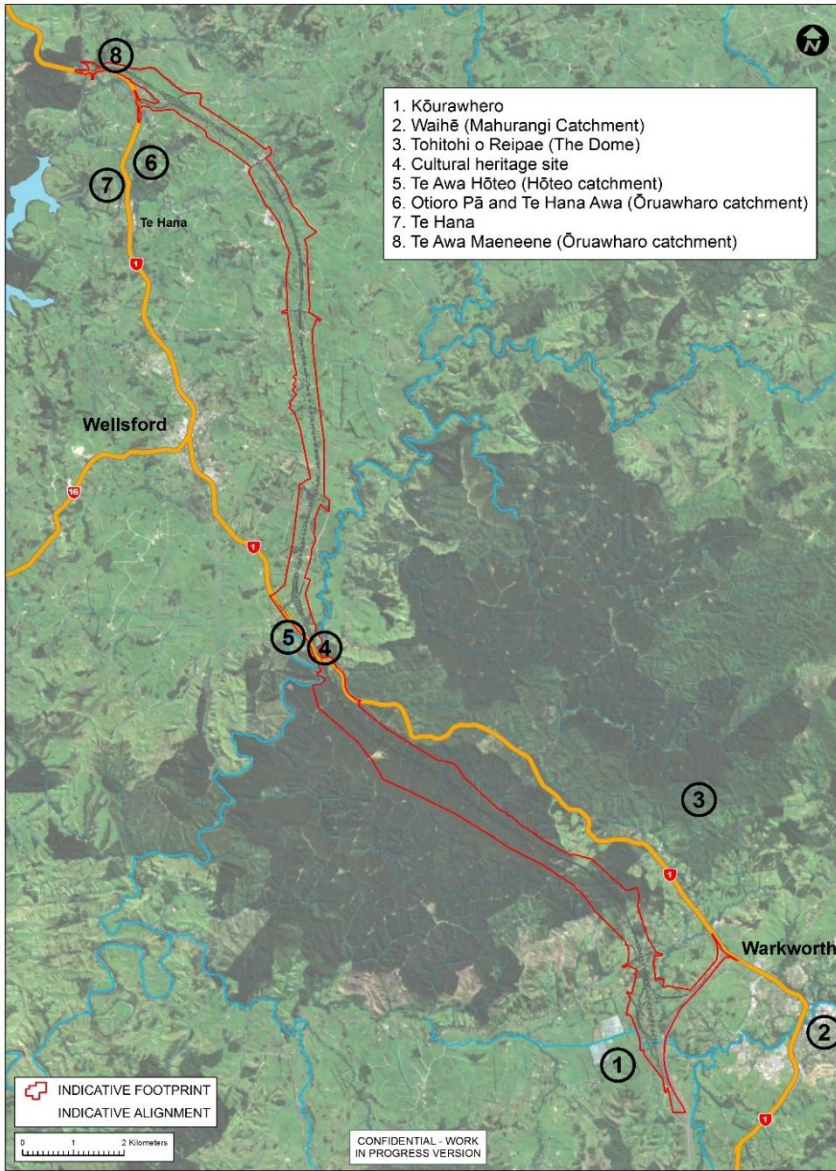 8
N
1. Kōurawhero
2. Waihē (Mahurangi Catchment)
3. Tohitohi o Reipae (The Dome)
4. Cultural heritage site
5. Te Awa Hōteo (Hōteo catchment)
6. Otioro Pā and Te Hana Awa (Ōruawharo catchment)
7. Te Hana
8. Te Awa Maeneene (Ōruawharo catchment)
6
7
Te Hana
1
Wellsford
16
1
5
4
3
1
Warkworth
2
1
1
INDICATIVE FOOTPRINT
INDICATIVE ALIGNMENT
0 1 2 Kilometers
CONFIDENTIAL - WORK
IN PROGRESS VERSION